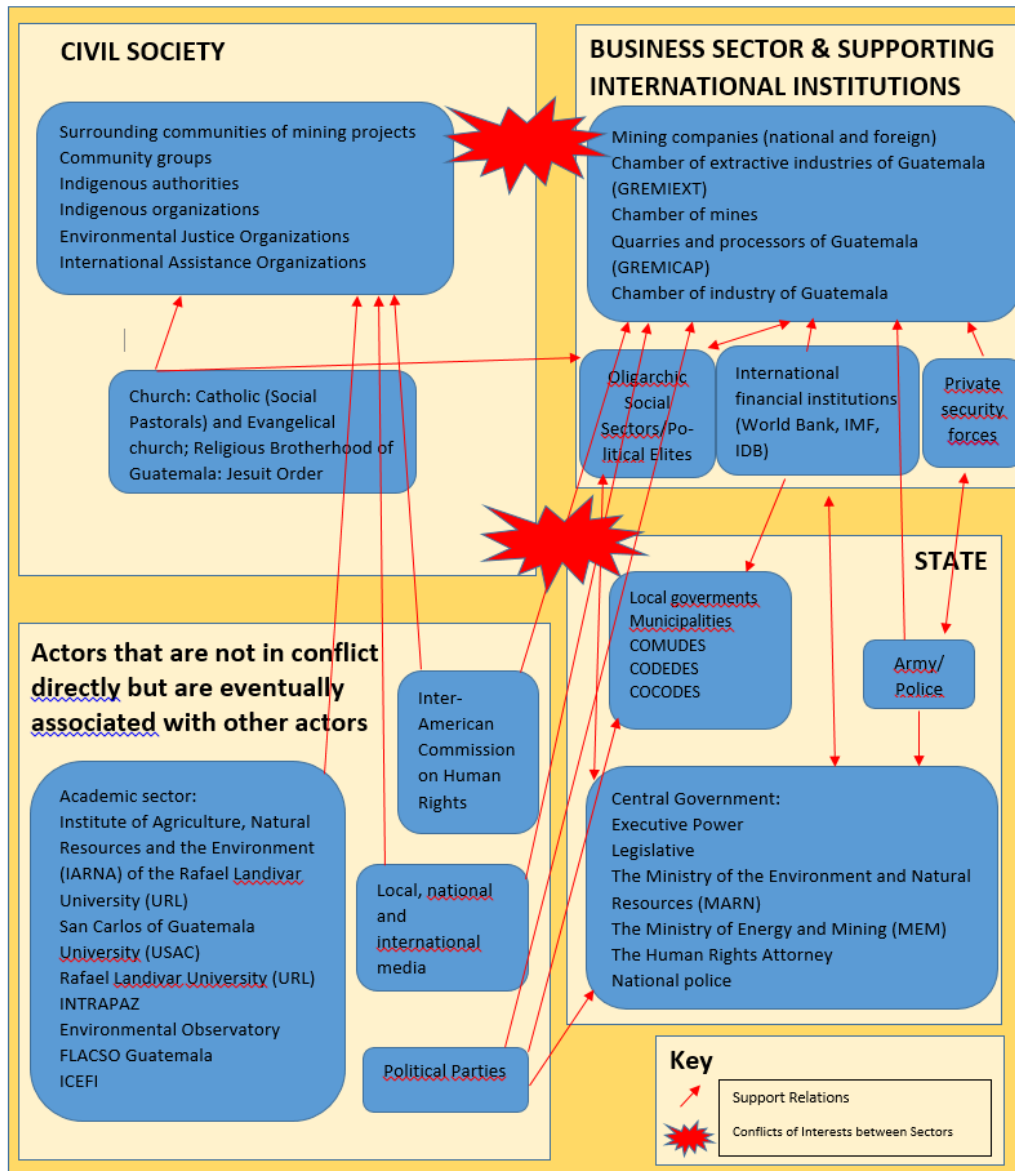 CIVIL SOCIETY
Surrounding communities of mining projects
Community groups
Indigenous authorities
Indigenous organizations
Environmental Justice Organizations
International Assistance Organizations
Church: Catholic (Social
Pastorals) and Evangelical
church; Religious Brotherhood of
Guatemala: Jesuit Order
BUSINESS SECTOR & SUPPORTING
INTERNATIONAL INSTITUTIONS
Mining companies (national and foreign)
Chamber of extractive industries of Guatemala
(GREMIEXT)
Chamber of mines
Quarries and processors of Guatemala
(GREMICAP)
Chamber of industry of Guatemala
Oligarchic
Social
Sectors/Po-
litical Elites
International
financial institutions
(World Bank, IMF,
IDB)
Private
security
forces
Actors that are not in conflict
directly but are eventually
associated with other actors
Inter-
American
Commission
on Human
Rights
Academic sector:
Institute of Agriculture, Natural
Resources and the Environment
(IARNA) of the Rafael Landivar
University (URL)
San Carlos of Guatemala
University (USAC)
Rafael Landivar University (URL)
INTRAPAZ
Environmental Observatory
FLACSO Guatemala
ICEFI
Local, national
and
international
media
Political Parties
STATE
Local goverments
Municipalities
COMUDES
CODEDES
COCODES
Army/
Police
Central Government:
Executive Power
Legislative
The Ministry of the Environment and Natural
Resources (MARN)
The Ministry of Energy and Mining (MEM)
The Human Rights Attorney
National police
Key
Support Relations
Conflicts of Interests between Sectors